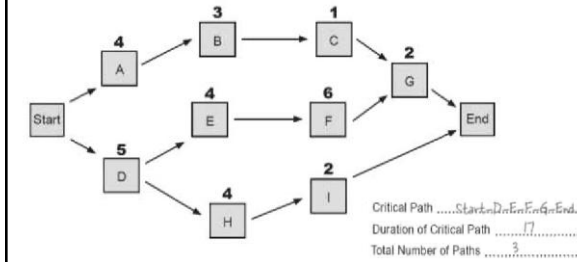 3
1
4
B
C
2
A
G
4
6
Start
E
F
End
5
D
2
4
I
H
Critical Path Start-D-E-F-G-End
Duration of Critical Path 17
Total Number of Paths 3